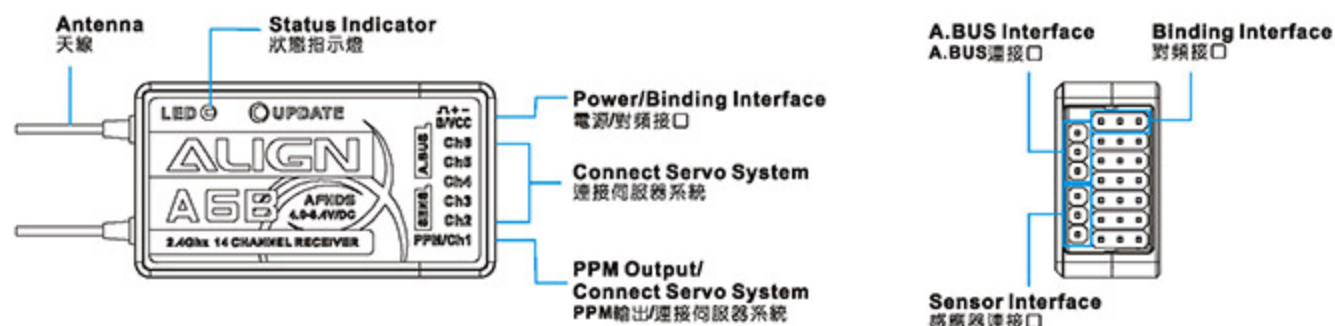 Antenna
天線
Status Indicator
狀態指示燈
LED
UPDATE
ALIGN
A6B
AFHDS
4.0-8.4V/DC
2.4Ghz 14 CHANNEL RECEIVER
A.BUS
SENS
+ -
B/VCC
Ch6
Ch5
Ch4
Ch3
Ch2
PPM/Ch1
Power/Binding Interface
電源/對頻接口
Connect Servo System
連接伺服器系統
PPM Output/
Connect Servo System
PPM輸出/連接伺服器系統
A.BUS Interface
A.BUS連接口
Binding Interface
對頻接口
Sensor Interface
感應器連接口